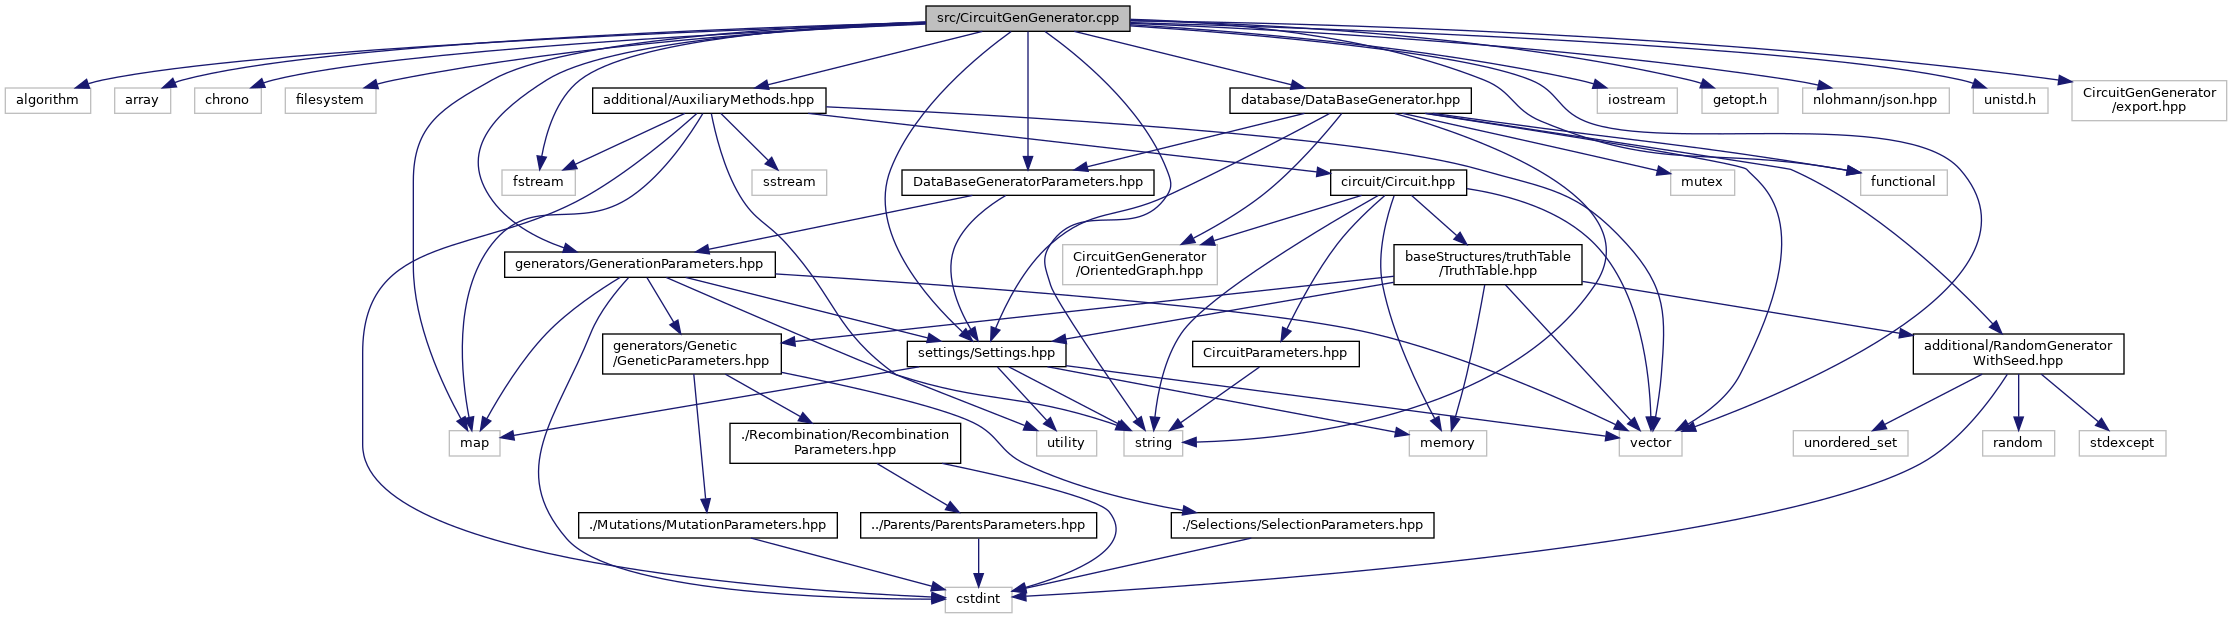 src/CircuitGenGenerator.cpp
algorithm
array
chrono
filesystem
additional/AuxiliaryMethods.hpp
database/DataBaseGenerator.hpp
iostream
getopt.h
nlohmann/json.hpp
unistd.h
CircuitGenGenerator
/export.hpp
fstream
sstream
DataBaseGeneratorParameters.hpp
circuit/Circuit.hpp
mutex
functional
generators/GenerationParameters.hpp
CircuitGenGenerator
/OrientedGraph.hpp
baseStructures/truthTable
/TruthTable.hpp
generators/Genetic
/GeneticParameters.hpp
settings/Settings.hpp
CircuitParameters.hpp
additional/RandomGenerator
WithSeed.hpp
map
./Recombination/Recombination
Parameters.hpp
utility
string
memory
vector
unordered_set
random
stdexcept
./Mutations/MutationParameters.hpp
../Parents/ParentsParameters.hpp
./Selections/SelectionParameters.hpp
cstdint